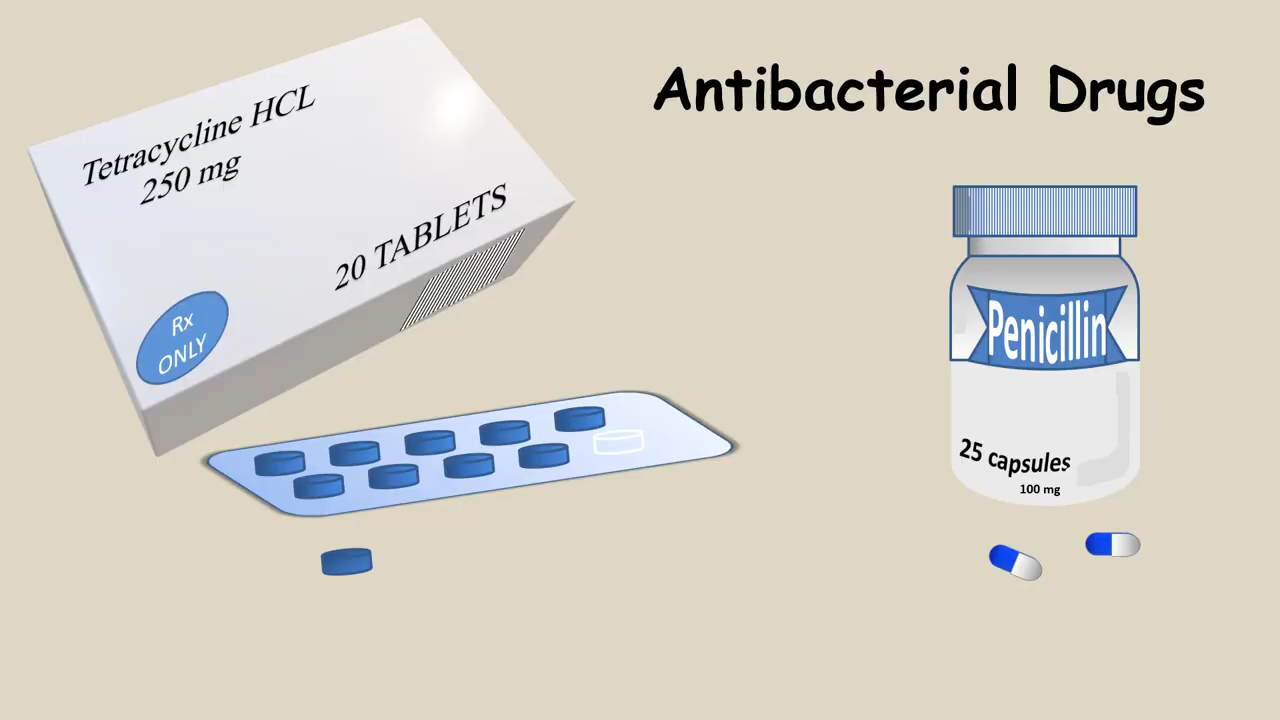 Antibacterial Drugs
Tetracycline HCL
250 mg
20 TABLETS
Rx
ONLY
Penicillin
25 capsules
100 mg